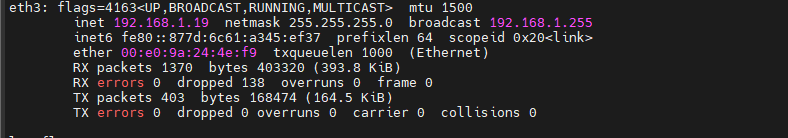 eth3: flags=4163<UP,BROADCAST,RUNNING,MULTICAST>  mtu 1500
        inet 192.168.1.19  netmask 255.255.255.0  broadcast 192.168.1.255
        inet6 fe80::877d:6c61:a345:ef37  prefixlen 64  scopeid 0x20<link>
        ether 00:e0:9a:24:4e:f9  txqueuelen 1000  (Ethernet)
        RX packets 1370  bytes 403320 (393.8 KiB)
        RX errors 0  dropped 138  overruns 0  frame 0
        TX packets 403  bytes 168474 (164.5 KiB)
        TX errors 0  dropped 0 overruns 0  carrier 0  collisions 0